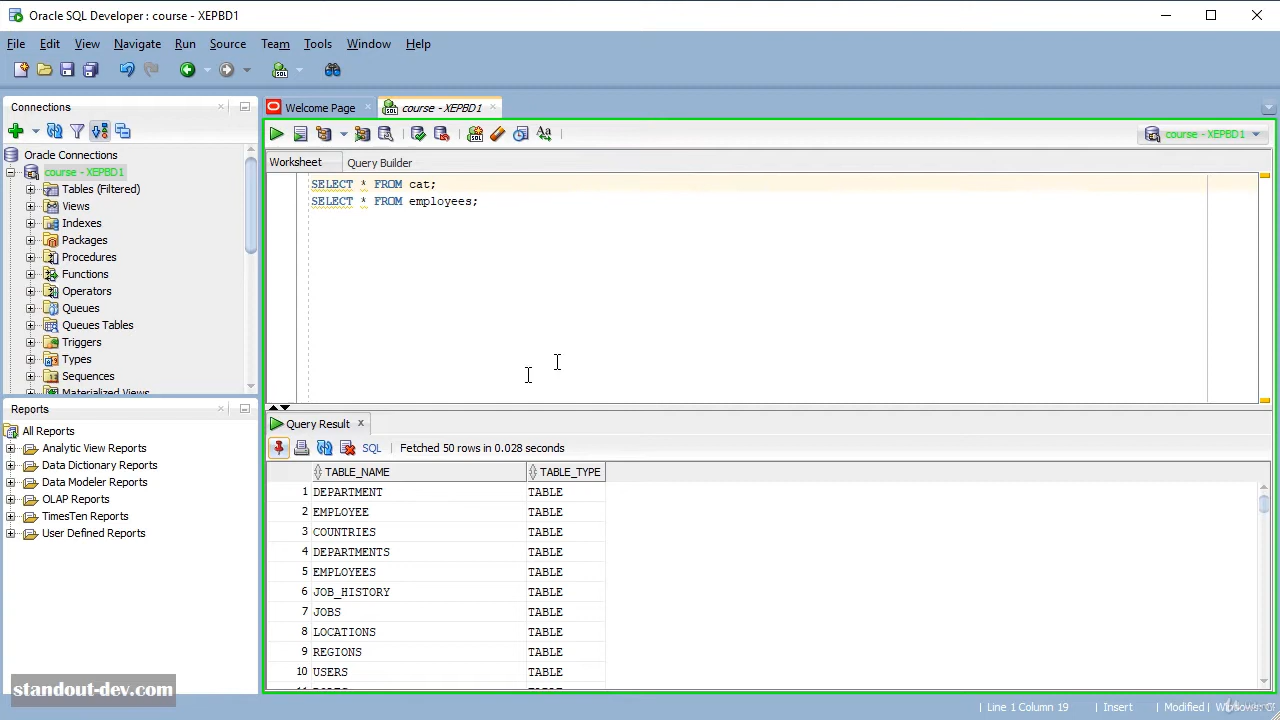 Oracle SQL Developer : course - XEPBD1
File Edit View Navigate Run Source Team Tools Window Help
Connections
Oracle Connections
course - XEPBD1
Tables (Filtered)
Views
Indexes
Packages
Procedures
Functions
Operators
Queues
Queues Tables
Triggers
Types
Sequences
Materialized Views
Reports
All Reports
Analytic View Reports
Data Dictionary Reports
Data Modeler Reports
OLAP Reports
TimesTen Reports
User Defined Reports
standout-dev.com
Welcome Page course - XEPBD1
course - XEPBD1
Worksheet Query Builder
SELECT * FROM cat;
SELECT * FROM employees;
Query Result
SQL Fetched 50 rows in 0.028 seconds
TABLE_NAME TABLE_TYPE
1 DEPARTMENT TABLE
2 EMPLOYEE TABLE
3 COUNTRIES TABLE
4 DEPARTMENTS TABLE
5 EMPLOYEES TABLE
6 JOB_HISTORY TABLE
7 JOBS TABLE
8 LOCATIONS TABLE
9 REGIONS TABLE
10 USERS TABLE
Line 1 Column 19 Insert Modified